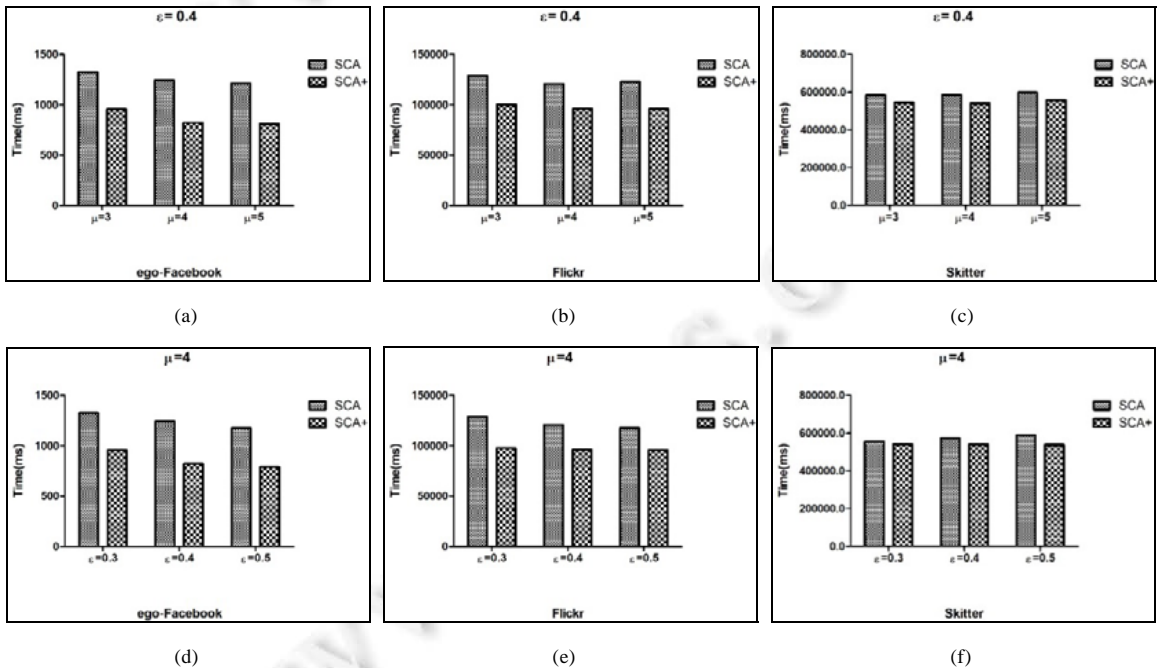 ε= 0.4
1500
1000
500
0
Time(ms)
SCA
SCA+
μ=3
μ=4
μ=5
ego-Facebook
(a)
ε= 0.4
150000
100000
50000
0
Time(ms)
SCA
SCA+
μ=3
μ=4
μ=5
Flickr
(b)
ε= 0.4
800000.0
600000.0
400000.0
200000.0
0.0
Time(ms)
SCA
SCA+
μ=3
μ=4
μ=5
Skitter
(c)
μ=4
1500
1000
500
0
Time(ms)
SCA
SCA+
ε=0.3
ε=0.4
ε=0.5
ego-Facebook
(d)
μ=4
150000
100000
50000
0
Time(ms)
SCA
SCA+
ε=0.3
ε=0.4
ε=0.5
Flickr
(e)
μ=4
800000.0
600000.0
400000.0
200000.0
0.0
Time(ms)
SCA
SCA+
ε=0.3
ε=0.4
ε=0.5
Skitter
(f)